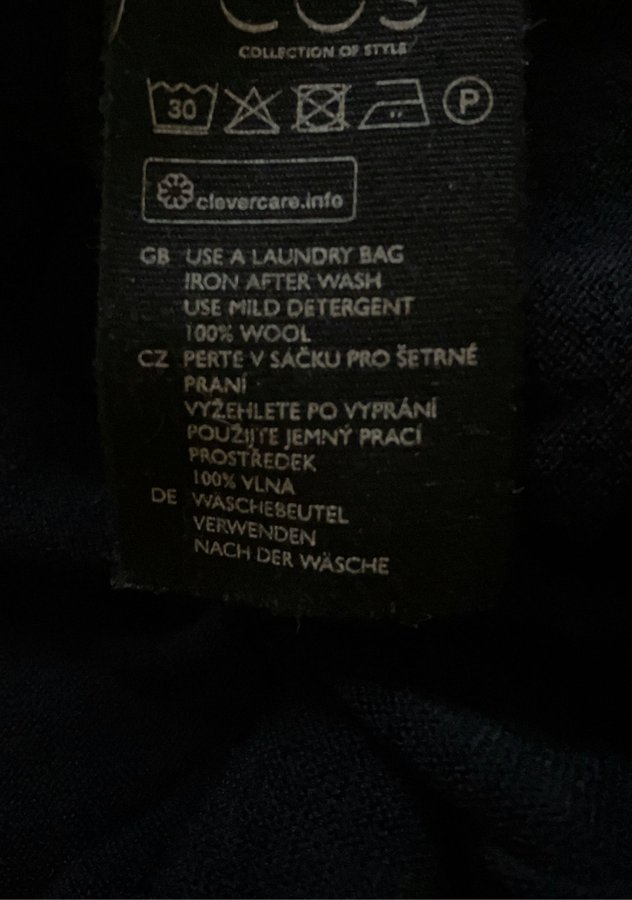 COS
COLLECTION OF STYLE
30 P
clevercare.info
GB USE A LAUNDRY BAG
IRON AFTER WASH
USE MILD DETERGENT
100% WOOL
CZ PERTE V SÁČKU PRO ŠETRNÉ
PRANÍ
VYŽEHLETE PO VYPRÁNÍ
POUŽIJTE JEMNÝ PRACÍ
PROSTŘEDEK
100% VLNA
DE WÄSCHEBEUTEL
VERWENDEN
NACH DER WÄSCHE